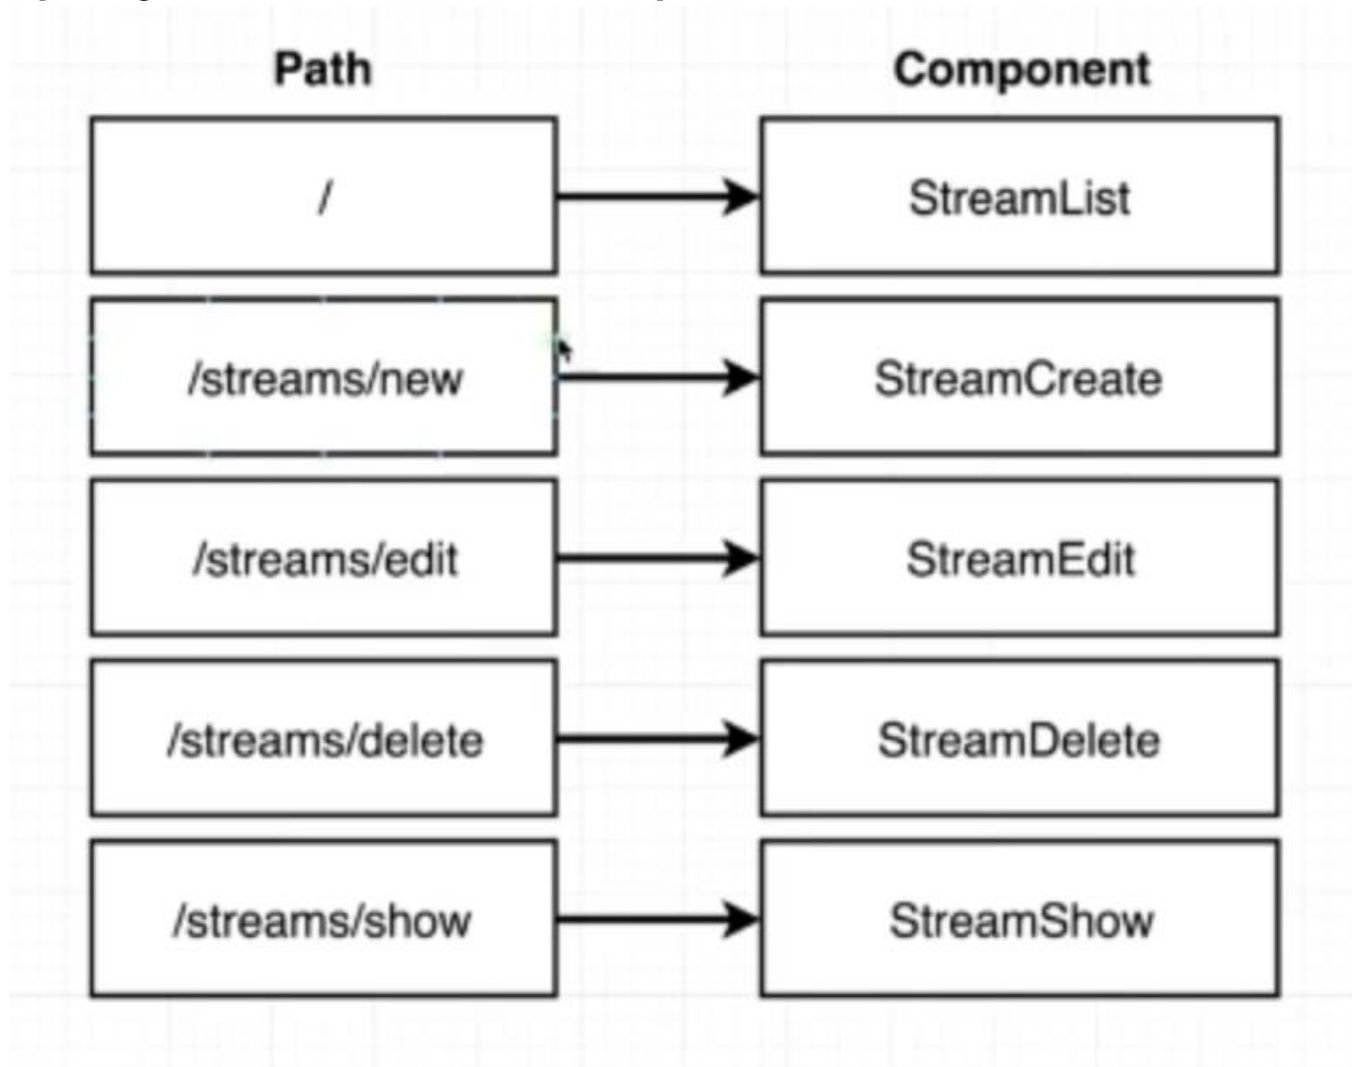 Path Component
/ StreamList
/streams/new StreamCreate
/streams/edit StreamEdit
/streams/delete StreamDelete
/streams/show StreamShow